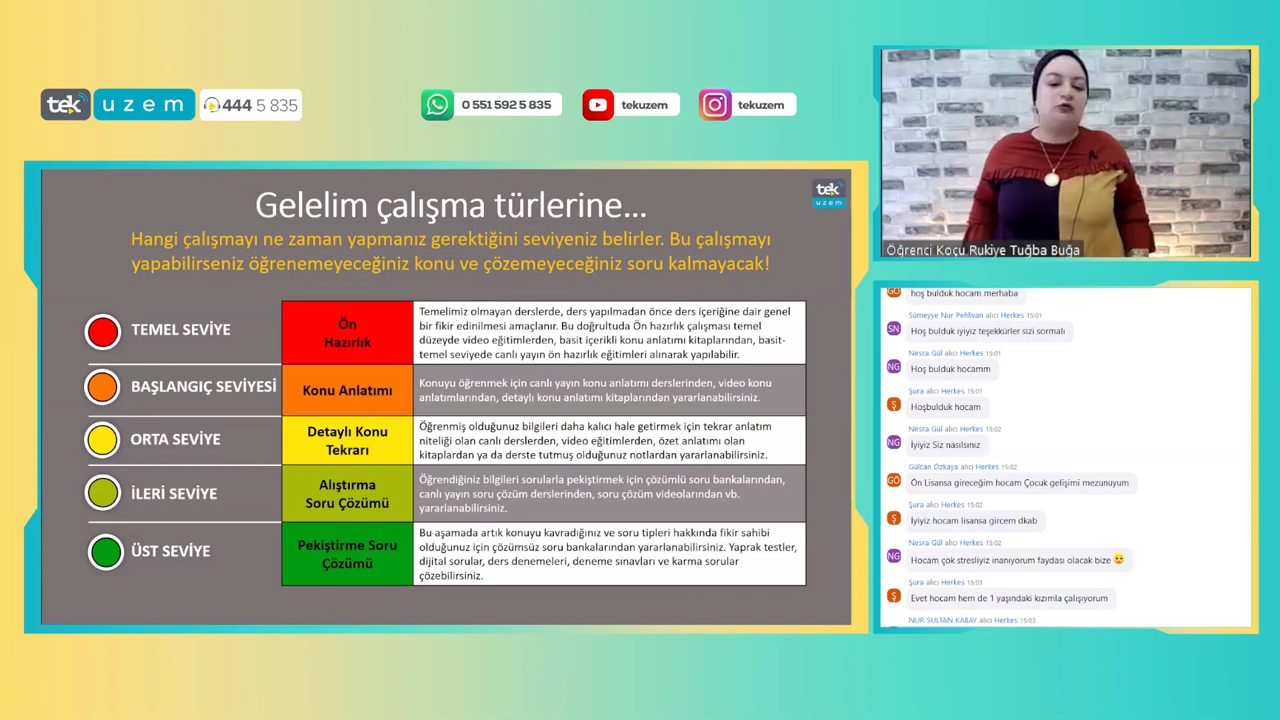 tek uzem 444 5 835
0 551 592 5 835
tekuzem
tekuzem
tek
uzem
Gelelim çalışma türlerine...
Hangi çalışmayı ne zaman yapmanız gerektiğini seviyeniz belirler. Bu çalışmayı
yapabilirseniz öğrenemeyeceğiniz konu ve çözemeyeceğiniz soru kalmayacak!
TEMEL SEVİYE
Ön
Hazırlık
Temelimiz olmayan derslerde, ders yapılmadan önce ders içeriğine dair genel
bir fikir edinilmesi amaçlanır. Bu doğrultuda Ön hazırlık çalışması temel
düzeyde video eğitimlerden, basit içerikli konu anlatımı kitaplarından, basit-
temel seviyede canlı yayın ön hazırlık eğitimleri alınarak yapılabilir.
BAŞLANGIÇ SEVİYESİ
Konu Anlatımı
Konuyu öğrenmek için canlı yayın konu anlatımı derslerinden, video konu
anlatımlarından, detaylı konu anlatımı kitaplarından yararlanabilirsiniz.
ORTA SEVİYE
Detaylı Konu
Tekrarı
Öğrenmiş olduğunuz bilgileri daha kalıcı hale getirmek için tekrar anlatım
niteliği olan canlı derslerden, video eğitimlerden, özet anlatımı olan
kitaplardan ya da derste tutmuş olduğunuz notlardan yararlanabilirsiniz.
İLERİ SEVİYE
Alıştırma
Soru Çözümü
Öğrendiğiniz bilgileri sorularla pekiştirmek için çözümlü soru bankalarından,
canlı yayın soru çözüm derslerinden, soru çözüm videolarından vb.
yararlanabilirsiniz.
ÜST SEVİYE
Pekiştirme Soru
Çözümü
Bu aşamada artık konuyu kavradığınız ve soru tipleri hakkında fikir sahibi
olduğunuz için çözümsüz soru bankalarından yararlanabilirsiniz. Yaprak testler,
dijital sorular, ders denemeleri, deneme sınavları ve karma sorular
çözebilirsiniz.
Öğrenci Koçu Rukiye Tuğba Buğa
GÖ hoş bulduk hocam merhaba
Sümeyye Nur Pehlivan alıcı Herkes 15:01
SN Hoş bulduk iyiyiz teşekkürler sizi sormalı
Nesra Gül alıcı Herkes 15:01
NG Hoş bulduk hocamm
Şura alıcı Herkes 15:01
Ş Hoşbulduk hocam
Nesra Gül alıcı Herkes 15:02
NG İyiyiz Siz nasılsınız
Gülcan Özkaya alıcı Herkes 15:02
GÖ Ön Lisansa gireceğim hocam Çocuk gelişimi mezunuyum
Şura alıcı Herkes 15:02
Ş İyiyiz hocam lisansa gircem dkab
Nesra Gül alıcı Herkes 15:02
NG Hocam çok stresliyiz inanıyorum faydası olacak bize 🥲
Şura alıcı Herkes 15:03
Ş Evet hocam hem de 1 yaşındaki kızımla çalışıyorum
NUR SULTAN KABAY alıcı Herkes 15:03